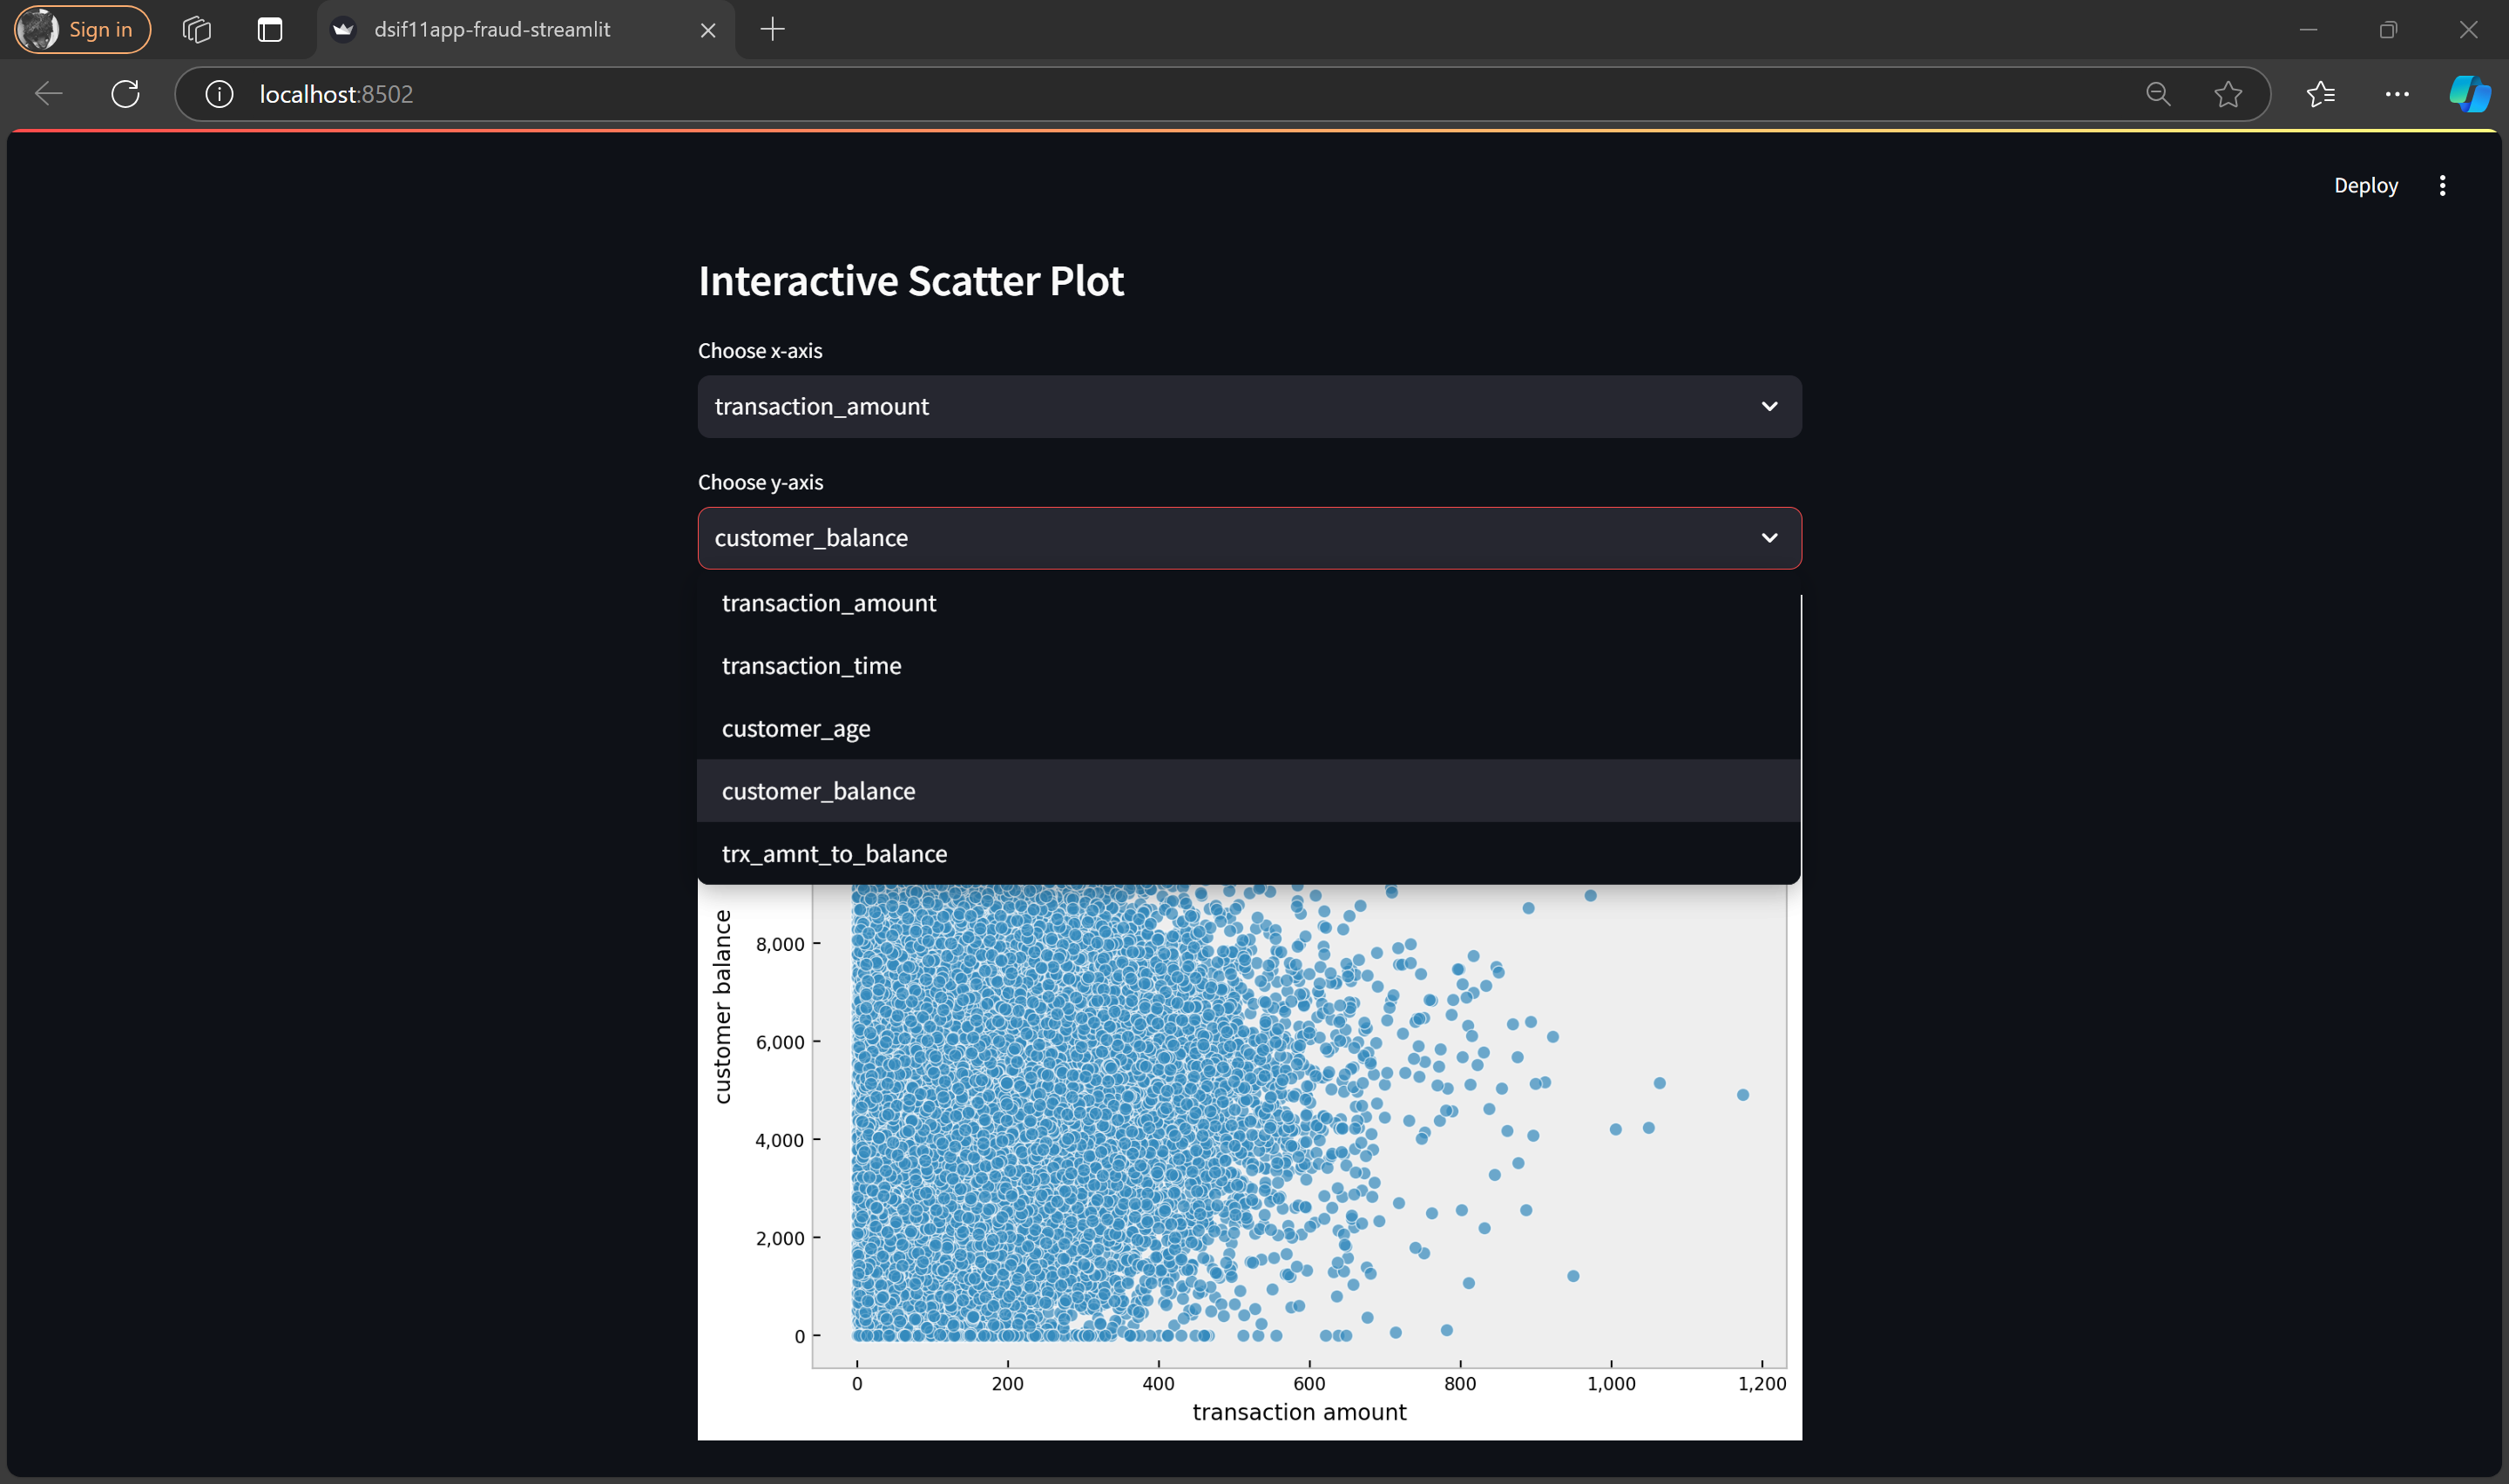 Sign in
dsif11app-fraud-streamlit
localhost:8502
Deploy
Interactive Scatter Plot
Choose x-axis
transaction_amount
Choose y-axis
customer_balance
transaction_amount
transaction_time
customer_age
customer_balance
trx_amnt_to_balance
customer balance
8,000
6,000
4,000
2,000
0
0 200 400 600 800 1,000 1,200
transaction amount